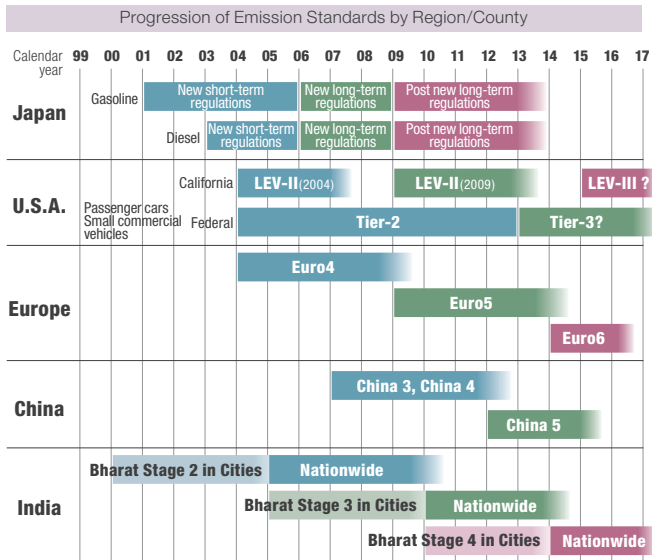 Progression of Emission Standards by Region/County
Calendar year 99 00 01 02 03 04 05 06 07 08 09 10 11 12 13 14 15 16 17
Japan
Gasoline
New short-term regulations
New long-term regulations
Post new long-term regulations
Diesel
New short-term regulations
New long-term regulations
Post new long-term regulations
U.S.A.
California
LEV-II(2004)
LEV-II(2009)
LEV-III ?
Passenger cars
Small commercial
vehicles
Federal
Tier-2
Tier-3?
Europe
Euro4
Euro5
Euro6
China
China 3, China 4
China 5
India
Bharat Stage 2 in Cities
Nationwide
Bharat Stage 3 in Cities
Nationwide
Bharat Stage 4 in Cities
Nationwide